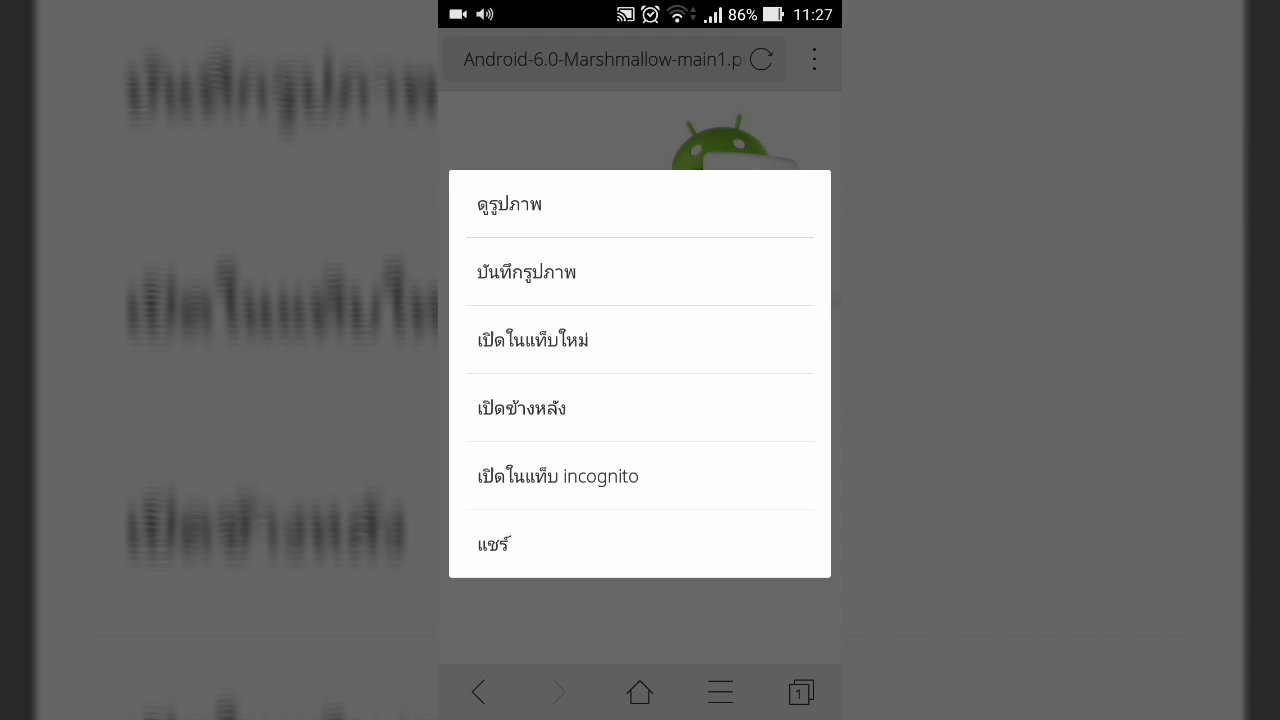 86% 11:27
Android-6.0-Marshmallow-main1.p
ดูรูปภาพ
บันทึกรูปภาพ
เปิดในแท็บใหม่
เปิดข้างหลัง
เปิดในแท็บ incognito
แชร์
1